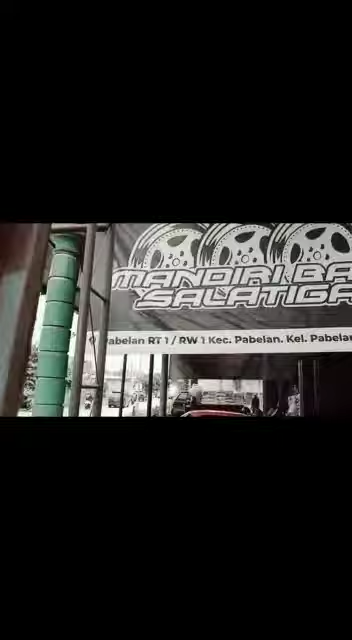 MANDIRI BA
SALATIGA
Pabelan RT 1 / RW 1 Kec. Pabelan. Kel. Pabelan